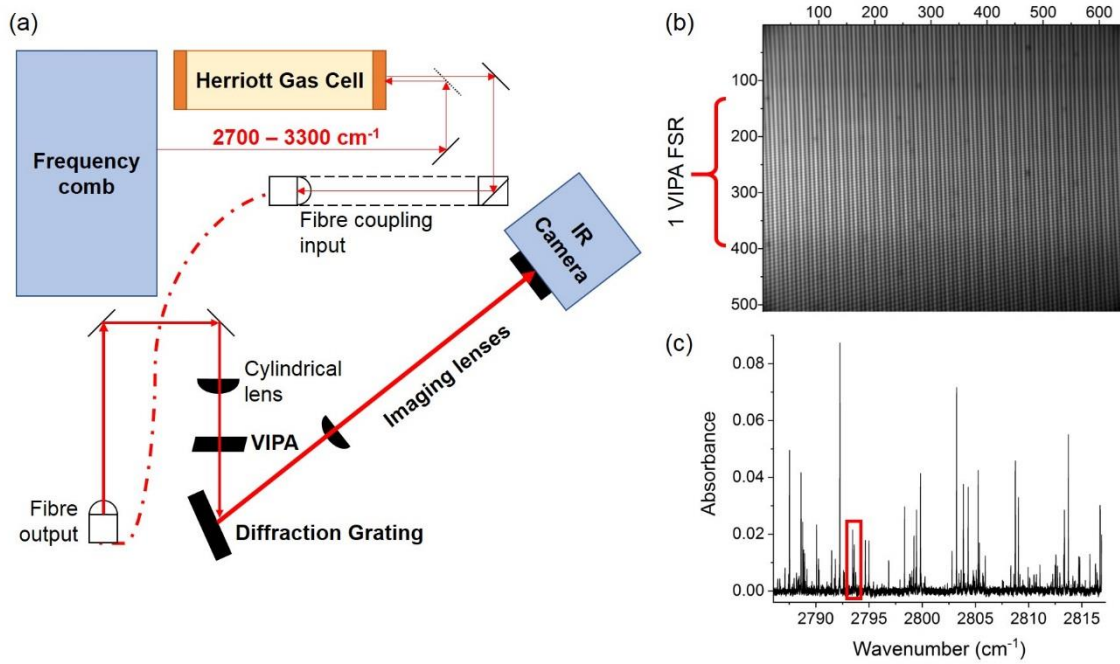 (a)
Frequency
comb
Herriott Gas Cell
2700 – 3300 cm⁻¹
Fibre coupling
input
IR
Camera
Imaging lenses
Cylindrical
lens
VIPA
Fibre
output
Diffraction Grating
(b)
100 200 300 400 500 600
100
200
300
400
500
1 VIPA FSR
(c)
0.08
0.06
0.04
0.02
0.00
Absorbance
2790 2795 2800 2805 2810 2815
Wavenumber (cm⁻¹)